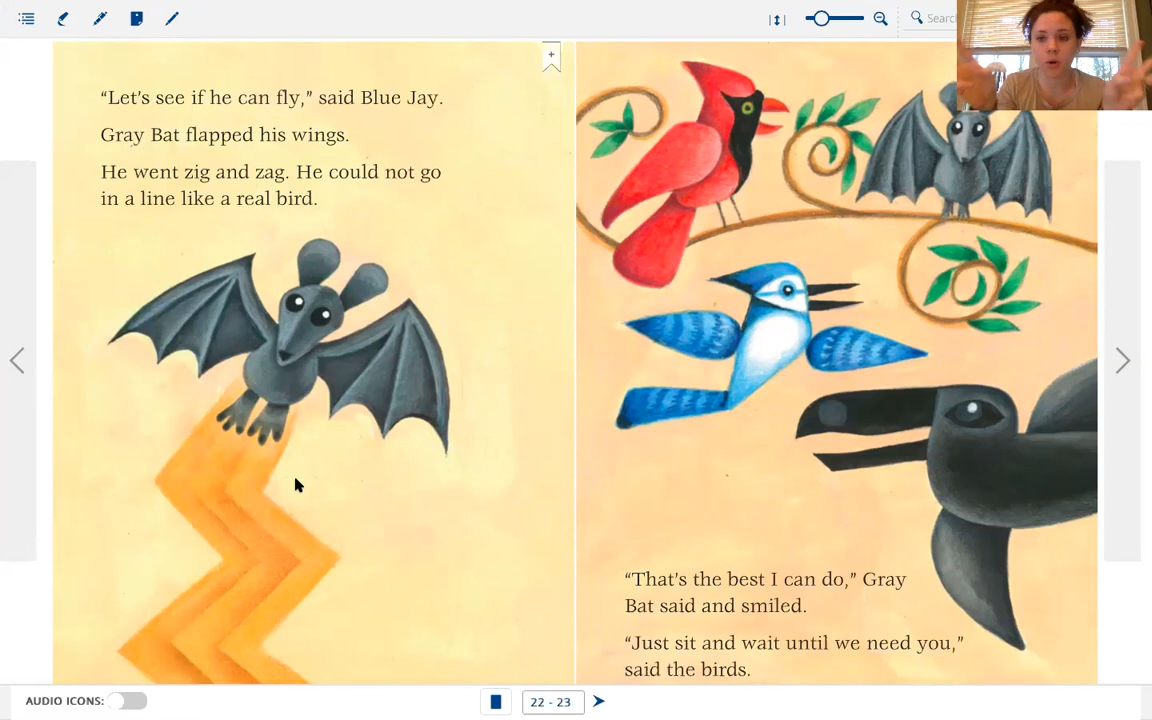 Search
+
“Let’s see if he can fly,” said Blue Jay.
Gray Bat flapped his wings.
He went zig and zag. He could not go
in a line like a real bird.
“That’s the best I can do,” Gray
Bat said and smiled.
“Just sit and wait until we need you,”
said the birds.
AUDIO ICONS:
22 - 23